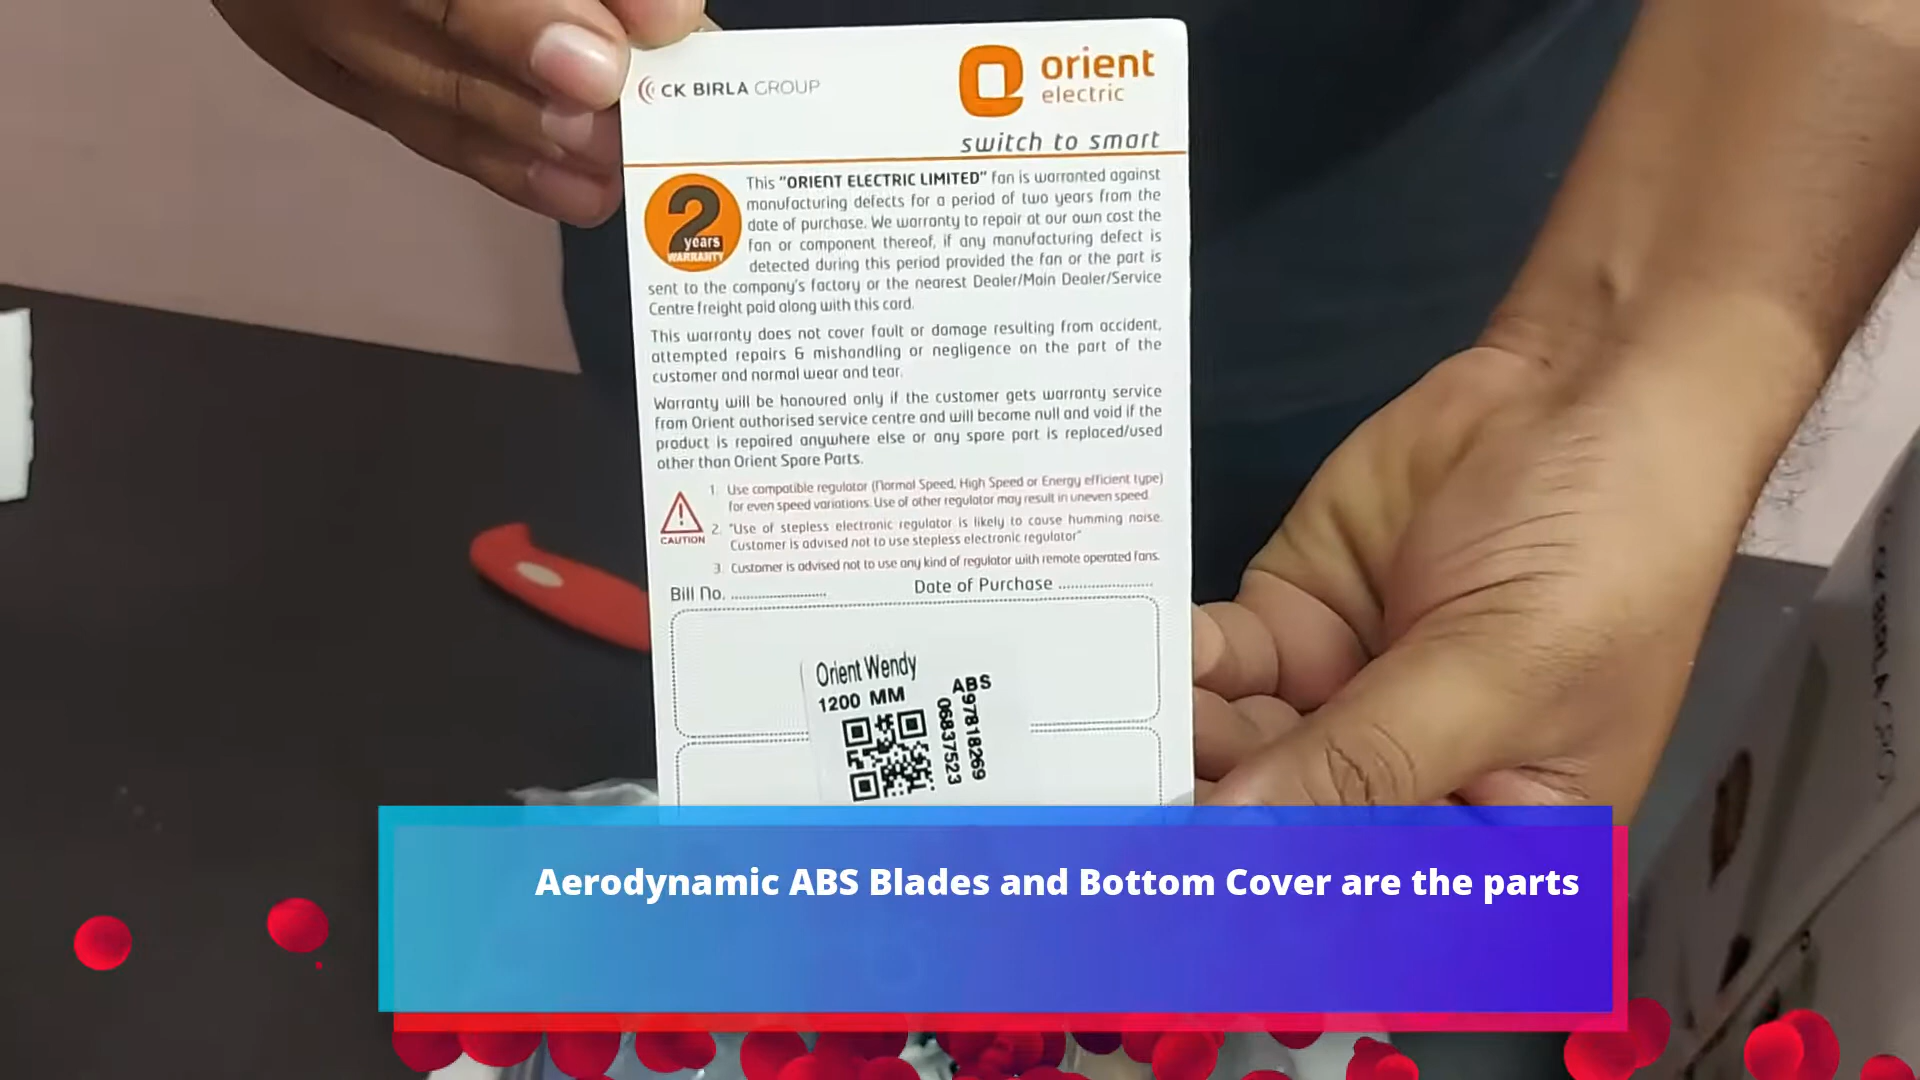 CK BIRLA GROUP
orient
electric
switch to smart
2
years
WARRANTY
This "ORIENT ELECTRIC LIMITED" fan is warranted against
manufacturing defects for a period of two years from the
date of purchase. We warranty to repair at our own cost the
fan or component thereof, if any manufacturing defect is
detected during this period provided the fan or the part is
sent to the company's factory or the nearest Dealer/Main Dealer/Service
Centre freight paid along with this card.
This warranty does not cover fault or damage resulting from accident,
attempted repairs & mishandling or negligence on the part of the
customer and normal wear and tear.
Warranty will be honoured only if the customer gets warranty service
from Orient authorised service centre and will become null and void if the
product is repaired anywhere else or any spare part is replaced/used
other than Orient Spare Parts.
CAUTION
1. Use compatible regulator (Normal Speed, High Speed or Energy efficient type)
for even speed variations. Use of other regulator may result in uneven speed.
2. "Use of stepless electronic regulator is likely to cause humming noise.
Customer is advised not to use stepless electronic regulator"
3. Customer is advised not to use any kind of regulator with remote operated fans.
Bill No. ........................ Date of Purchase ........................
Orient Wendy
1200 MM
ABS
A97818269
06837523
Aerodynamic ABS Blades and Bottom Cover are the parts